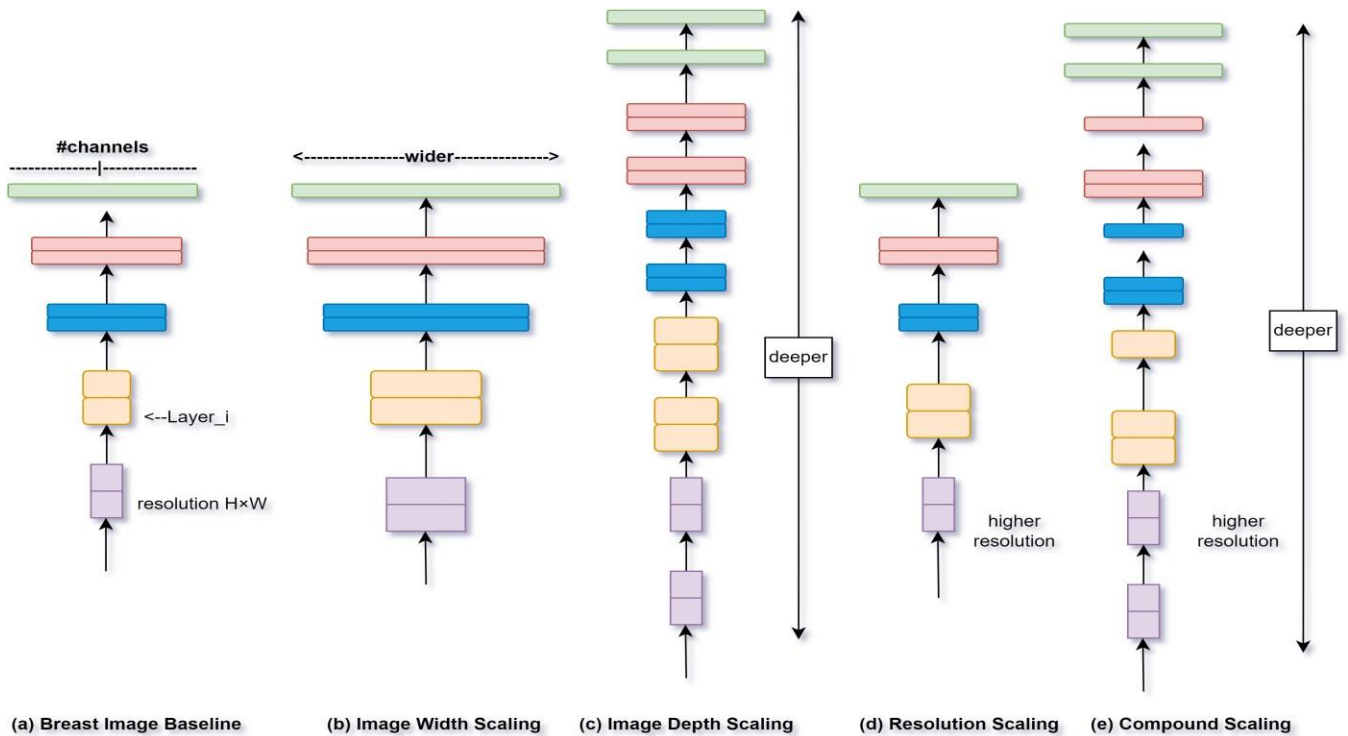 #channels
-------------|--------------
<-----------------wider--------------->
<--Layer_i
resolution H×W
deeper
higher
resolution
higher
resolution
deeper
(a) Breast Image Baseline
(b) Image Width Scaling
(c) Image Depth Scaling
(d) Resolution Scaling
(e) Compound Scaling